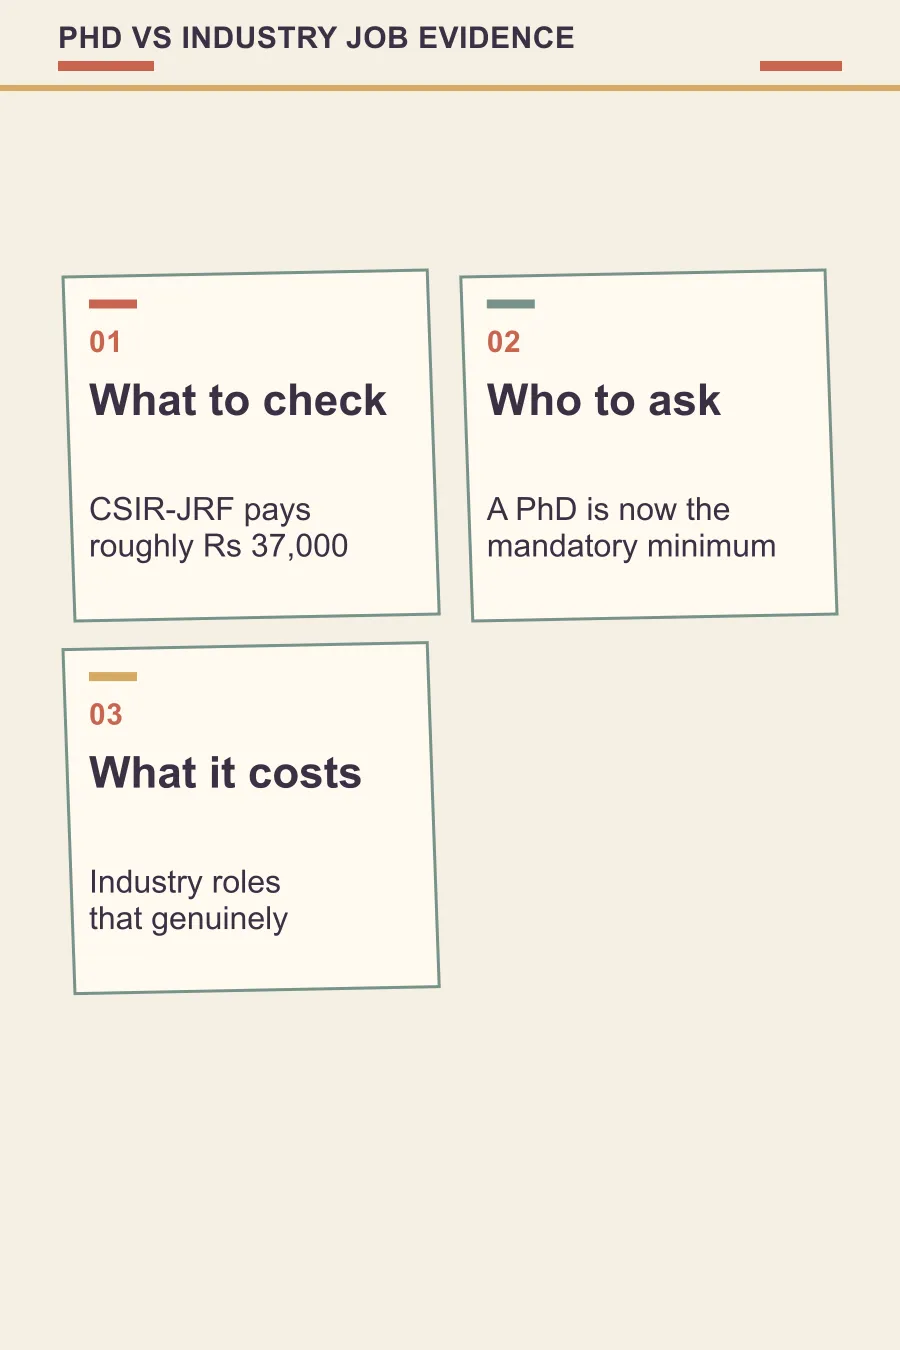 PHD VS INDUSTRY JOB EVIDENCE
01
What to check
CSIR-JRF pays
roughly Rs 37,000
02
Who to ask
A PhD is now the
mandatory minimum
03
What it costs
Industry roles
that genuinely